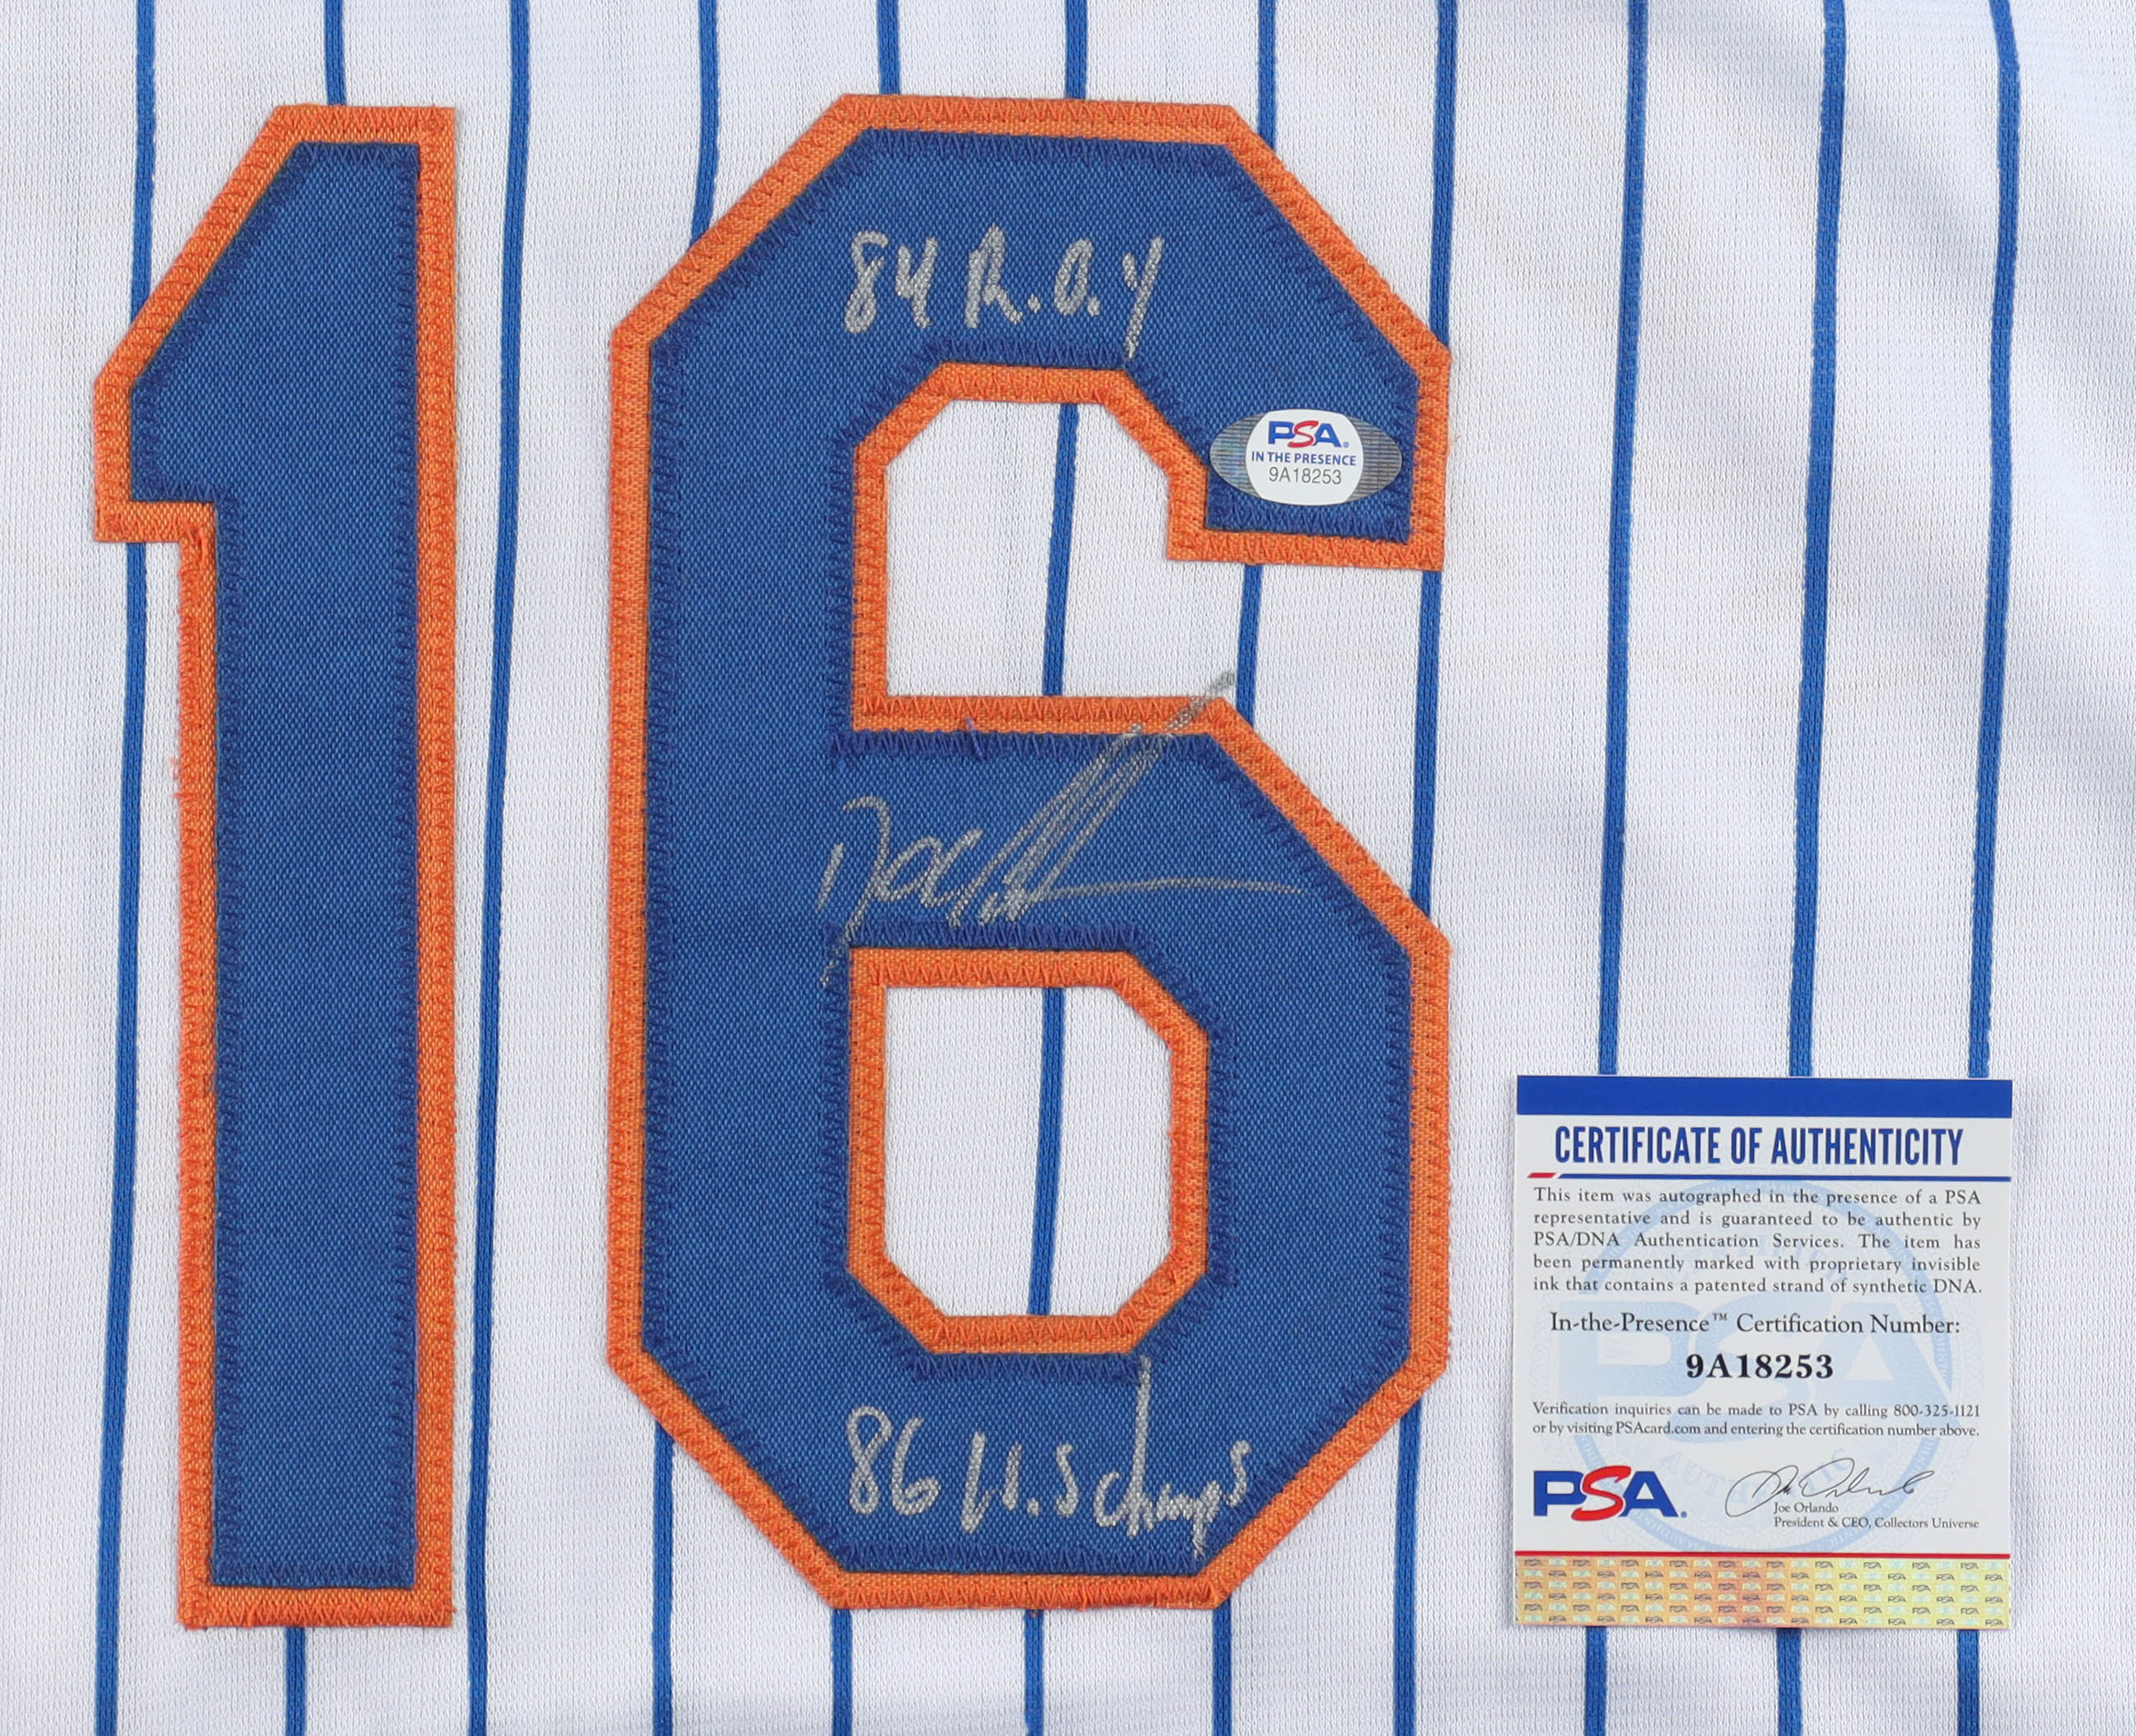 16
84 R.O.Y
PSA
IN THE PRESENCE
9A18253
Doc
86 W.S Champs
CERTIFICATE OF AUTHENTICITY
This item was autographed in the presence of a PSA
representative and is guaranteed to be authentic by
PSA/DNA Authentication Services. The item has
been permanently marked with proprietary invisible
ink that contains a patented strand of synthetic DNA.
In-the-Presence™ Certification Number:
9A18253
Verification inquiries can be made to PSA by calling 800-325-1121
or by visiting PSAcard.com and entering the certification number above.
PSA.
Joe Orlando
President & CEO, Collectors Universe